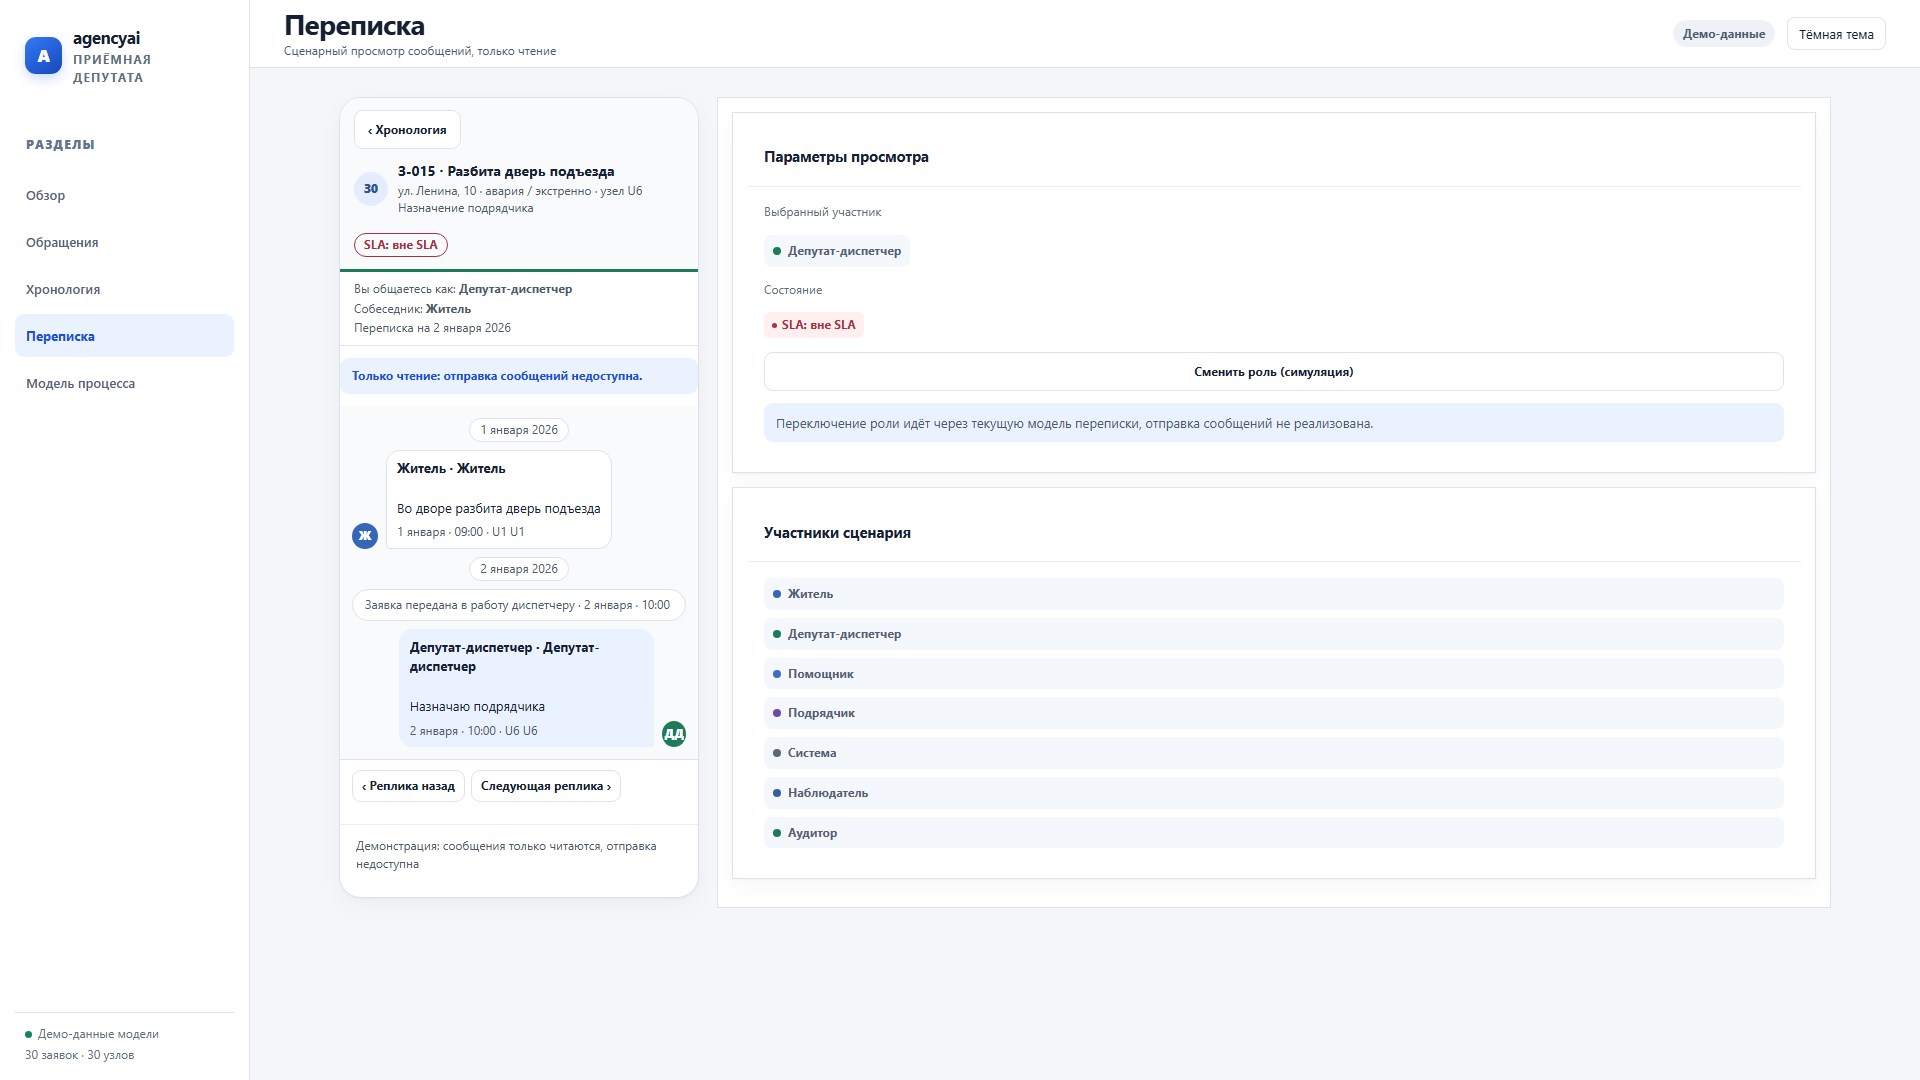 A
agencyai
ПРИЁМНАЯ
ДЕПУТАТА
РАЗДЕЛЫ
Обзор
Обращения
Хронология
Переписка
Модель процесса
Демо-данные модели
30 заявок · 30 узлов
Переписка
Сценарный просмотр сообщений, только чтение
Демо-данные
Тёмная тема
‹ Хронология
30
З-015 · Разбита дверь подъезда
ул. Ленина, 10 · авария / экстренно · узел U6
Назначение подрядчика
SLA: вне SLA
Вы общаетесь как: Депутат-диспетчер
Собеседник: Житель
Переписка на 2 января 2026
Только чтение: отправка сообщений недоступна.
1 января 2026
Житель · Житель
Во дворе разбита дверь подъезда
1 января · 09:00 · U1 U1
Ж
2 января 2026
Заявка передана в работу диспетчеру · 2 января · 10:00
Депутат-диспетчер · Депутат-
диспетчер
Назначаю подрядчика
2 января · 10:00 · U6 U6
ДД
‹ Реплика назад
Следующая реплика ›
Демонстрация: сообщения только читаются, отправка
недоступна
Параметры просмотра
Выбранный участник
Депутат-диспетчер
Состояние
SLA: вне SLA
Сменить роль (симуляция)
Переключение роли идёт через текущую модель переписки, отправка сообщений не реализована.
Участники сценария
Житель
Депутат-диспетчер
Помощник
Подрядчик
Система
Наблюдатель
Аудитор